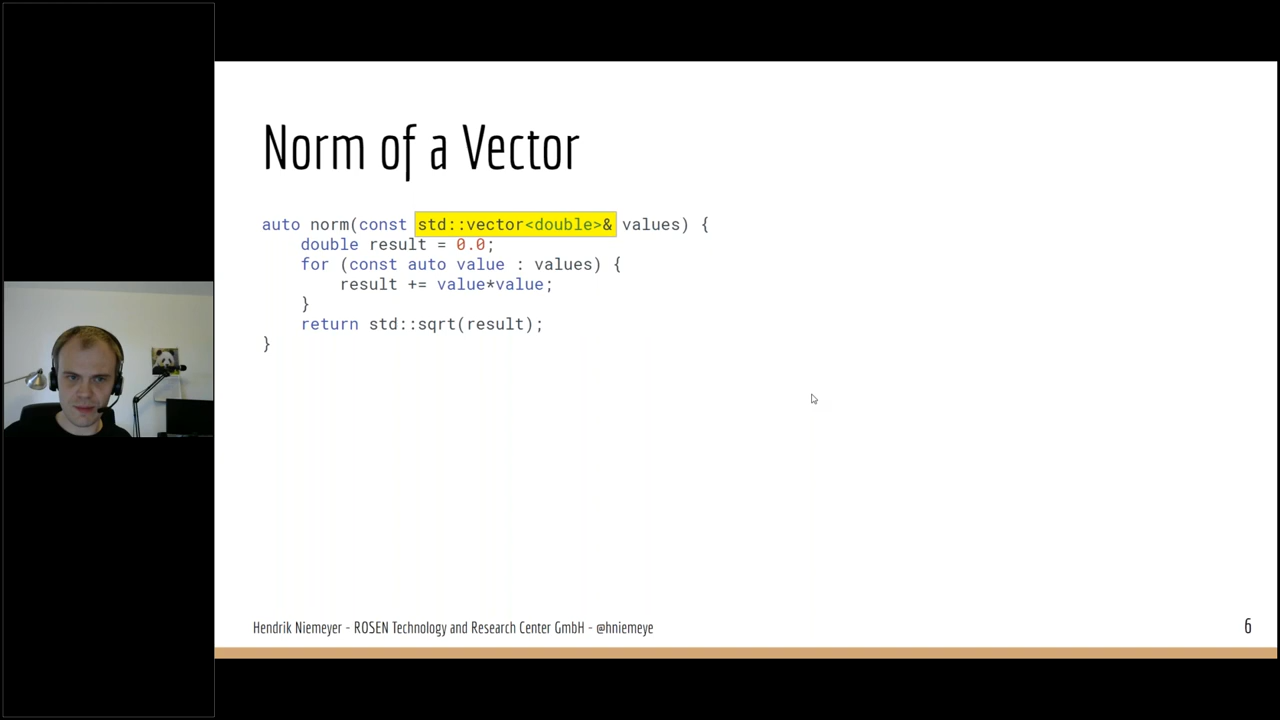 Norm of a Vector
auto norm(const std::vector<double>& values) {
    double result = 0.0;
    for (const auto value : values) {
        result += value*value;
    }
    return std::sqrt(result);
}
Hendrik Niemeyer - ROSEN Technology and Research Center GmbH - @hniemeye
6